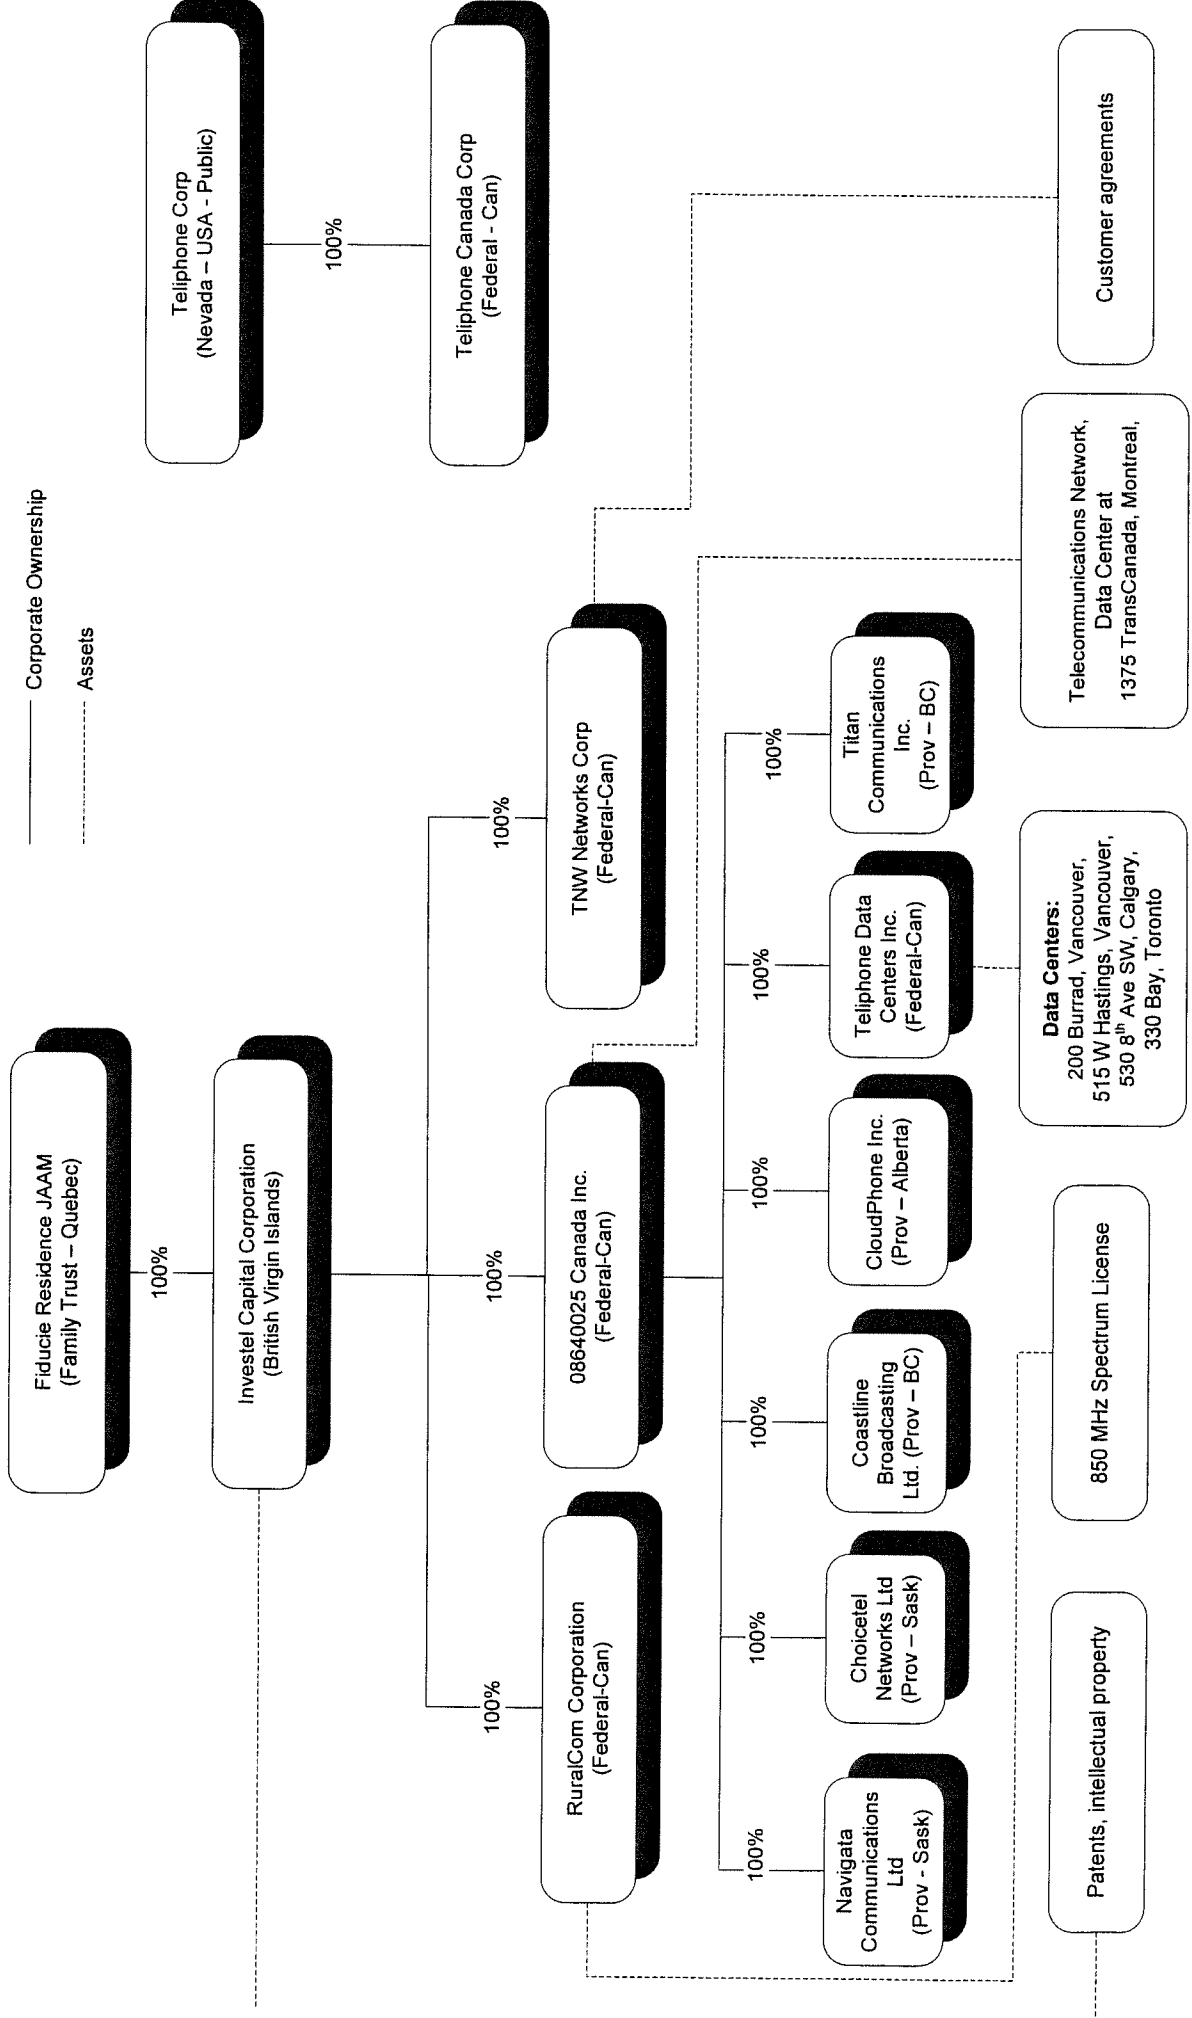 Corporate Ownership
Assets
Fiducie Residence JAAM
(Family Trust – Quebec)
100%
Investel Capital Corporation
(British Virgin Islands)
Teliphone Corp
(Nevada – USA - Public)
100%
Teliphone Canada Corp
(Federal - Can)
100%
100%
100%
RuralCom Corporation
(Federal-Can)
08640025 Canada Inc.
(Federal-Can)
TNW Networks Corp
(Federal-Can)
100%
100%
100%
100%
100%
100%
Navigata
Communications
Ltd
(Prov - Sask)
Choicetel
Networks Ltd
(Prov – Sask)
Coastline
Broadcasting
Ltd. (Prov – BC)
CloudPhone Inc.
(Prov – Alberta)
Teliphone Data
Centers Inc.
(Federal-Can)
Titan
Communications
Inc.
(Prov – BC)
Patents, intellectual property
850 MHz Spectrum License
Data Centers:
200 Burrad, Vancouver,
515 W Hastings, Vancouver,
530 8th Ave SW, Calgary,
330 Bay, Toronto
Telecommunications Network,
Data Center at
1375 TransCanada, Montreal,
Customer agreements